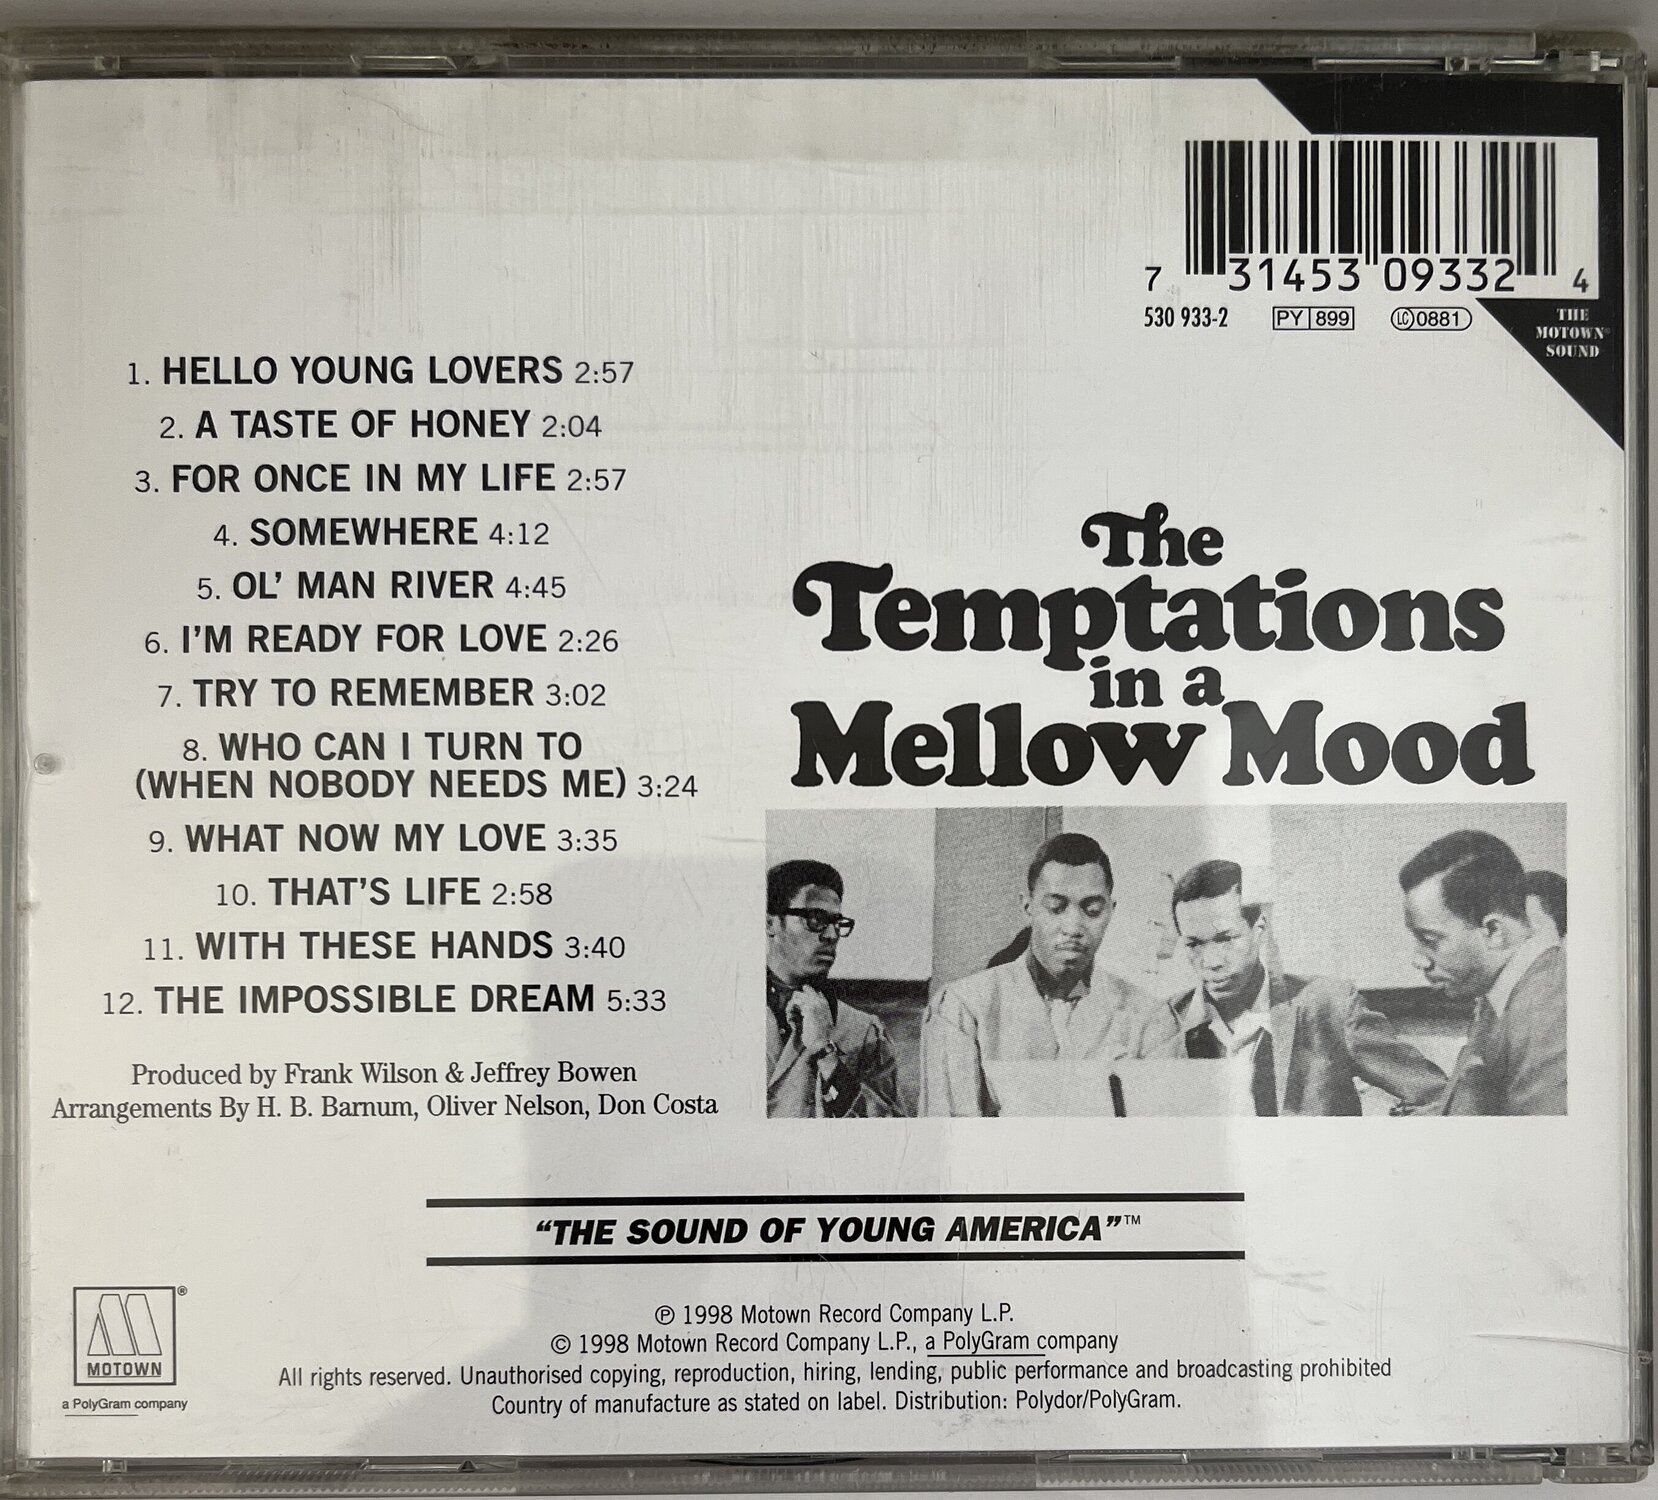 7 31453 09332 4
530 933-2 PY 899 LC 0881
THE
MOTOWN®
SOUND
1. HELLO YOUNG LOVERS 2:57
2. A TASTE OF HONEY 2:04
3. FOR ONCE IN MY LIFE 2:57
4. SOMEWHERE 4:12
5. OL' MAN RIVER 4:45
6. I'M READY FOR LOVE 2:26
7. TRY TO REMEMBER 3:02
8. WHO CAN I TURN TO
(WHEN NOBODY NEEDS ME) 3:24
9. WHAT NOW MY LOVE 3:35
10. THAT'S LIFE 2:58
11. WITH THESE HANDS 3:40
12. THE IMPOSSIBLE DREAM 5:33
Produced by Frank Wilson & Jeffrey Bowen
Arrangements By H. B. Barnum, Oliver Nelson, Don Costa
The
Temptations
in a
Mellow Mood
“THE SOUND OF YOUNG AMERICA”™
℗ 1998 Motown Record Company L.P.
© 1998 Motown Record Company L.P., a PolyGram company
All rights reserved. Unauthorised copying, reproduction, hiring, lending, public performance and broadcasting prohibited
Country of manufacture as stated on label. Distribution: Polydor/PolyGram.
M ®
MOTOWN
a PolyGram company